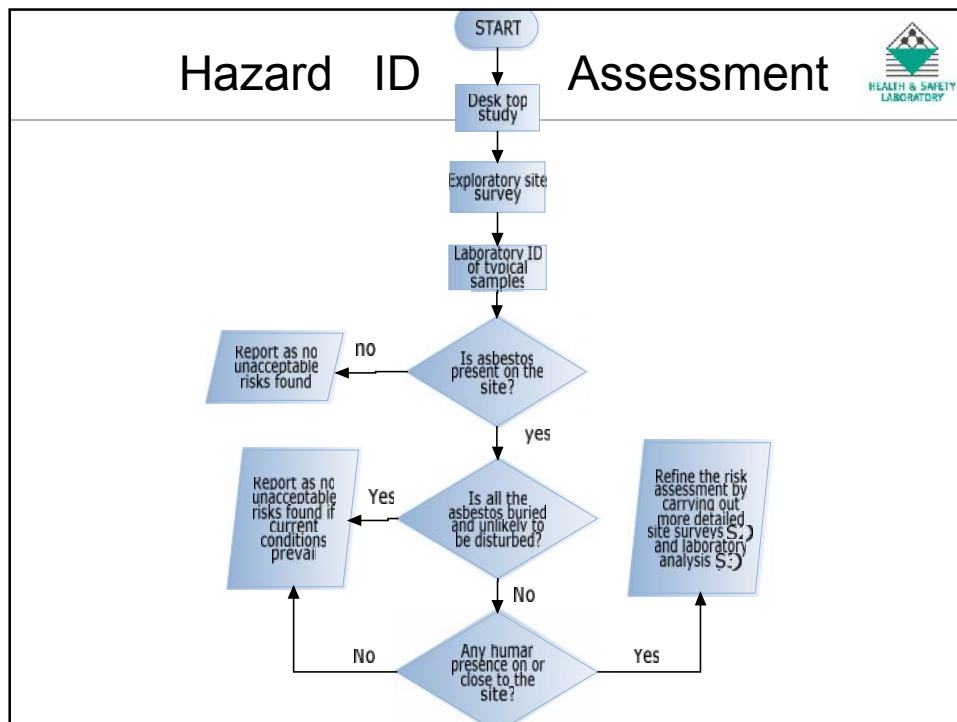 START
Hazard ID Assessment
HEALTH & SAFETY
LABORATORY
Desk top
study
Exploratory site
survey
Laboratory ID
of typical
samples
Is asbestos
present on the
site?
no
Report as no
unacceptable
risks found
yes
Is all the
asbestos buried
and unlikely to
be disturbed?
Yes
Report as no
unacceptable
risks found if
current
conditions
prevail
No
Any human
presence on or
close to the
site?
No
Yes
Refine the risk
assessment by
carrying out
more detailed
site surveys
and laboratory
analysis